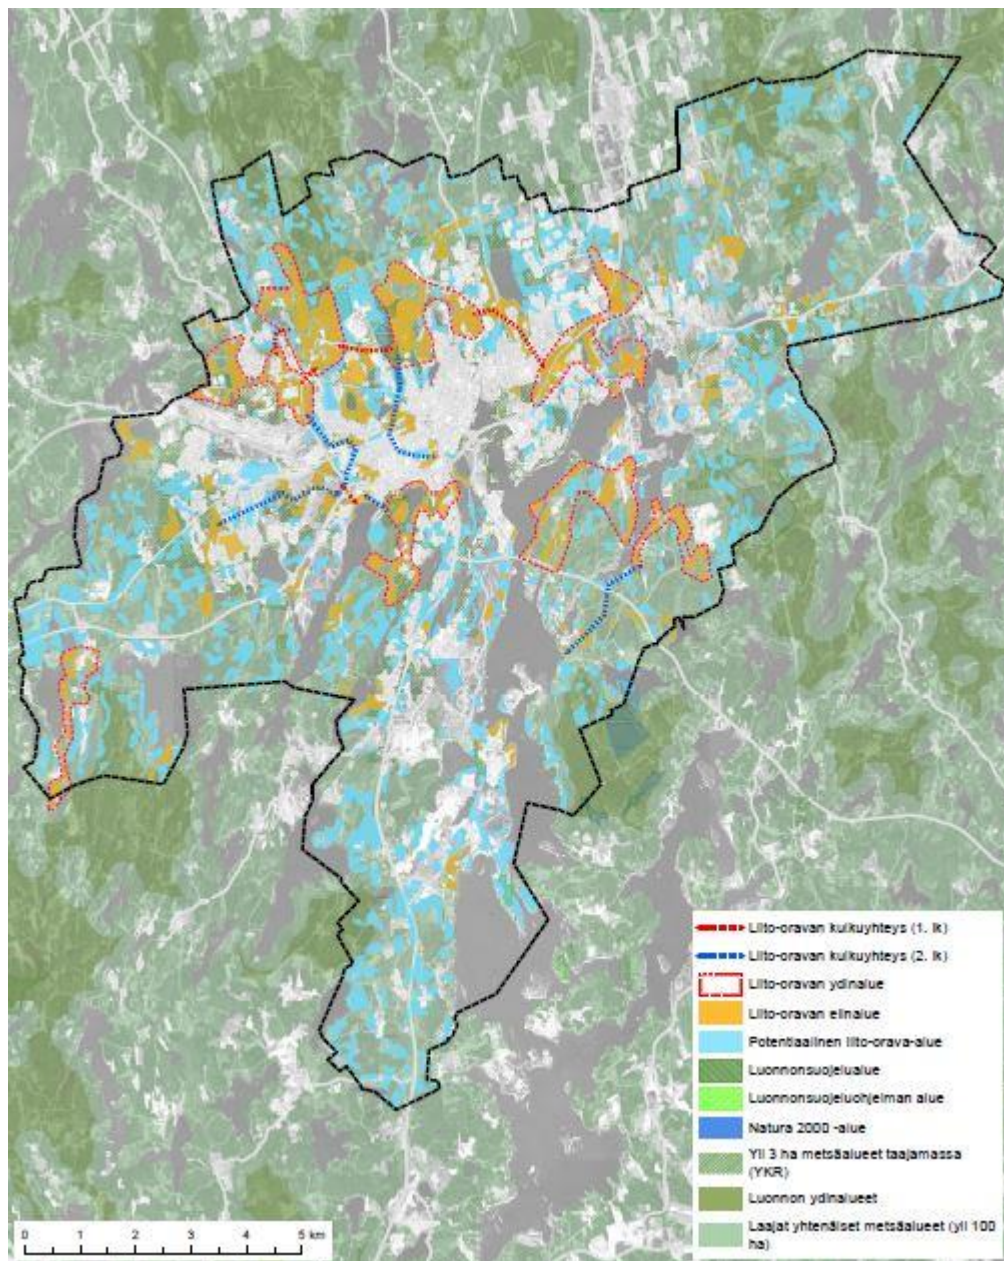 Liito-oravan kulkuyhteys (1. lk)
Liito-oravan kulkuyhteys (2. lk)
Liito-oravan ydinalue
Liito-oravan elinalue
Potentiaalinen liito-orava-alue
Luonnonsuojelualue
Luonnonsuojeluohjelman alue
Natura 2000 -alue
Yli 3 ha metsäalueet taajamassa
(YKR)
Luonnon ydinalueet
Laajat yhtenäiset metsäalueet (yli 100
ha)
0 1 2 3 4 5 km